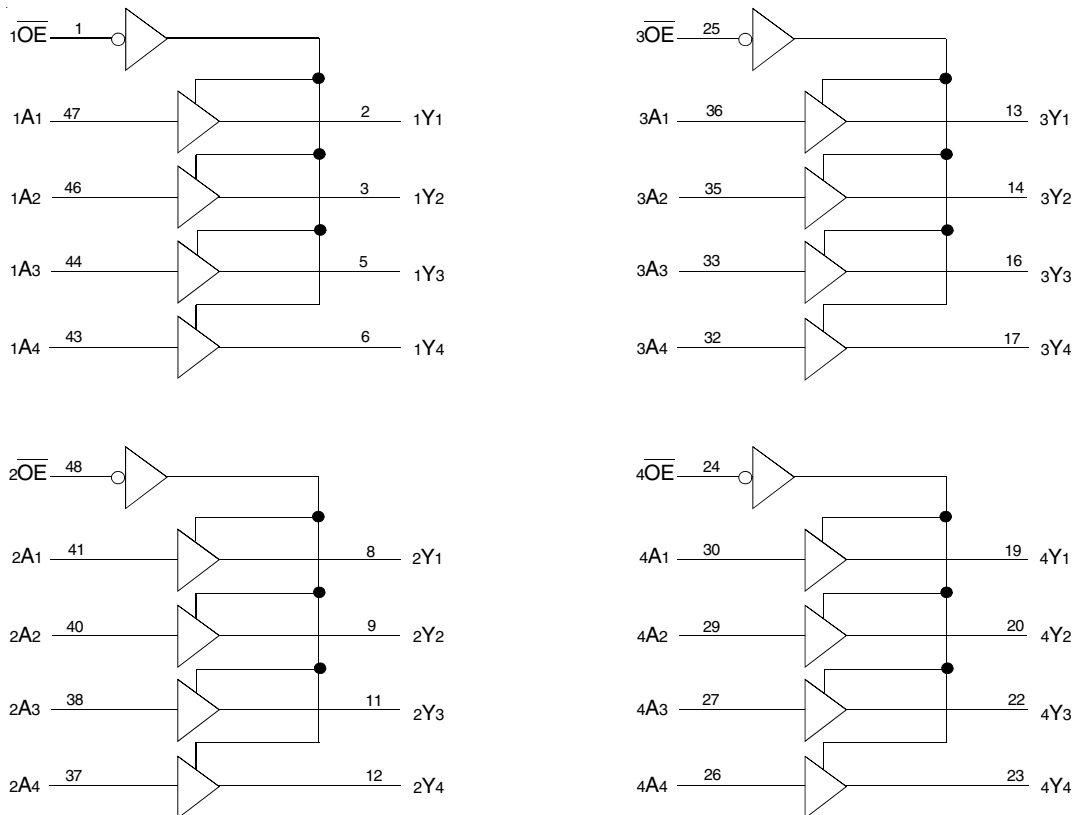 1OE 1
1A1 47 2 1Y1
1A2 46 3 1Y2
1A3 44 5 1Y3
1A4 43 6 1Y4
3OE 25
3A1 36 13 3Y1
3A2 35 14 3Y2
3A3 33 16 3Y3
3A4 32 17 3Y4
2OE 48
2A1 41 8 2Y1
2A2 40 9 2Y2
2A3 38 11 2Y3
2A4 37 12 2Y4
4OE 24
4A1 30 19 4Y1
4A2 29 20 4Y2
4A3 27 22 4Y3
4A4 26 23 4Y4